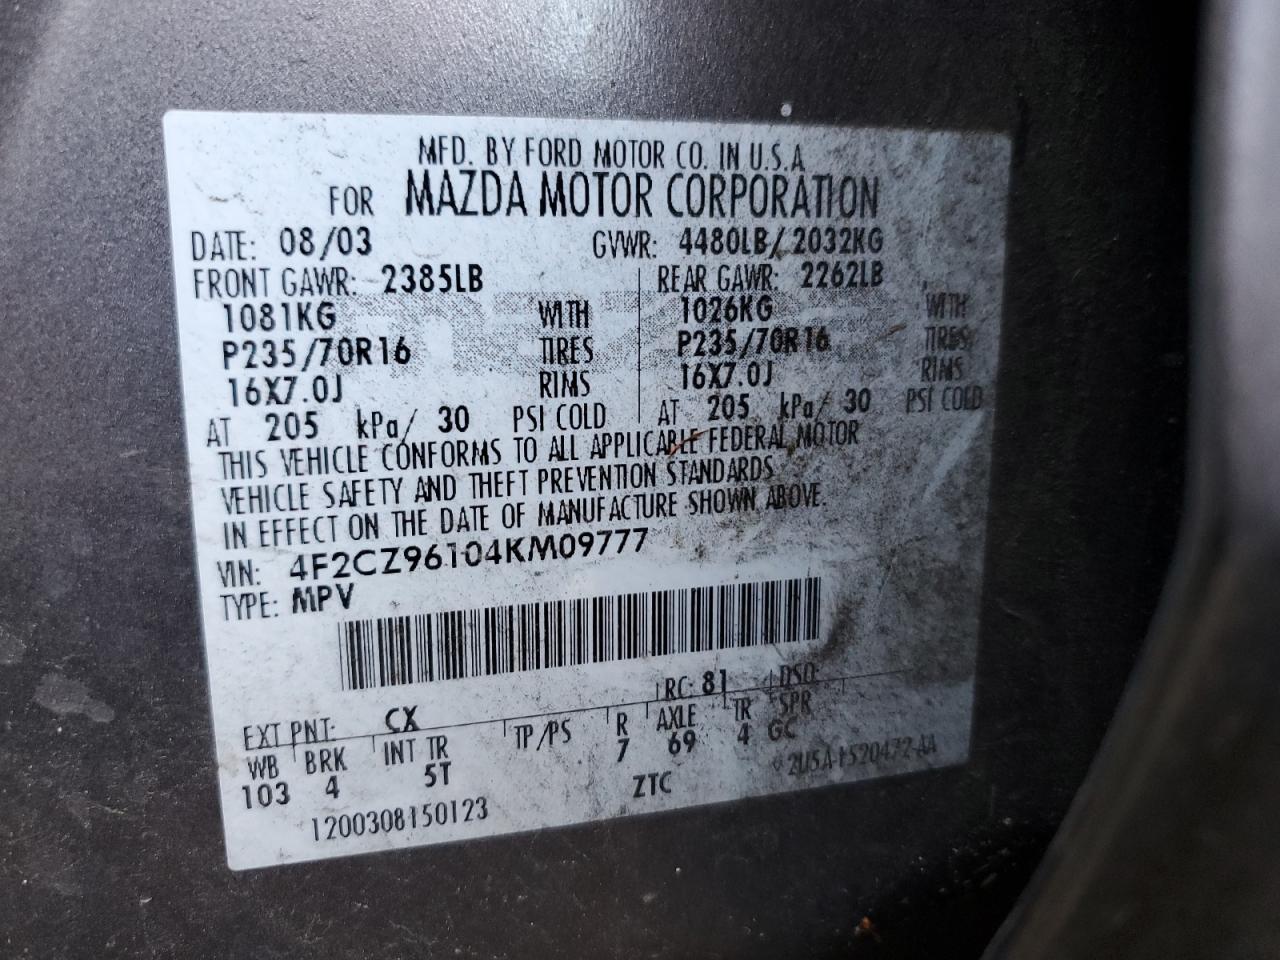 MFD. BY FORD MOTOR CO. IN U.S.A
FOR MAZDA MOTOR CORPORATION
DATE: 08/03 GVWR: 4480LB/2032KG
FRONT GAWR: 2385LB REAR GAWR: 2262LB
1081KG WITH 1026KG WITH
P235/70R16 TIRES P235/70R16 TIRES
16X7.0J RIMS 16X7.0J RIMS
AT 205 kPa/ 30 PSI COLD AT 205 kPa/ 30 PSI COLD
THIS VEHICLE CONFORMS TO ALL APPLICABLE FEDERAL MOTOR
VEHICLE SAFETY AND THEFT PREVENTION STANDARDS
IN EFFECT ON THE DATE OF MANUFACTURE SHOWN ABOVE.
VIN: 4F2CZ96104KM09777
TYPE: MPV
EXT PNT: CX RC: 81 DSO:
WB BRK INT TR TP/PS R AXLE TR SPR
103 4 5T 7 69 4 GC
1200308150123 ZTC